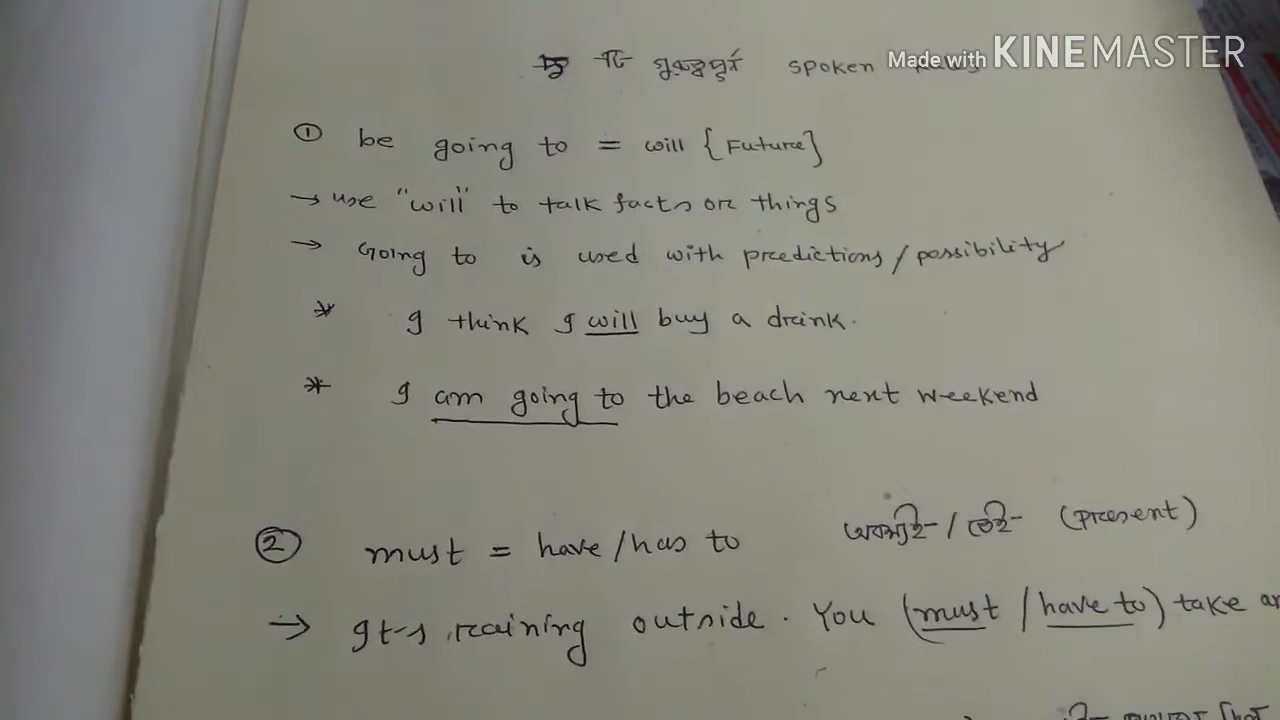 টি গুরুত্বপূর্ণ spoken
Made with KINEMASTER
① be going to = will {Future}
→ use "will" to talk facts or things
→ Going to is used with predictions/possibility
* I think I will buy a drink.
* I am going to the beach next weekend
② must = have/has to (present)
→ It's raining outside. You (must / have to) take an